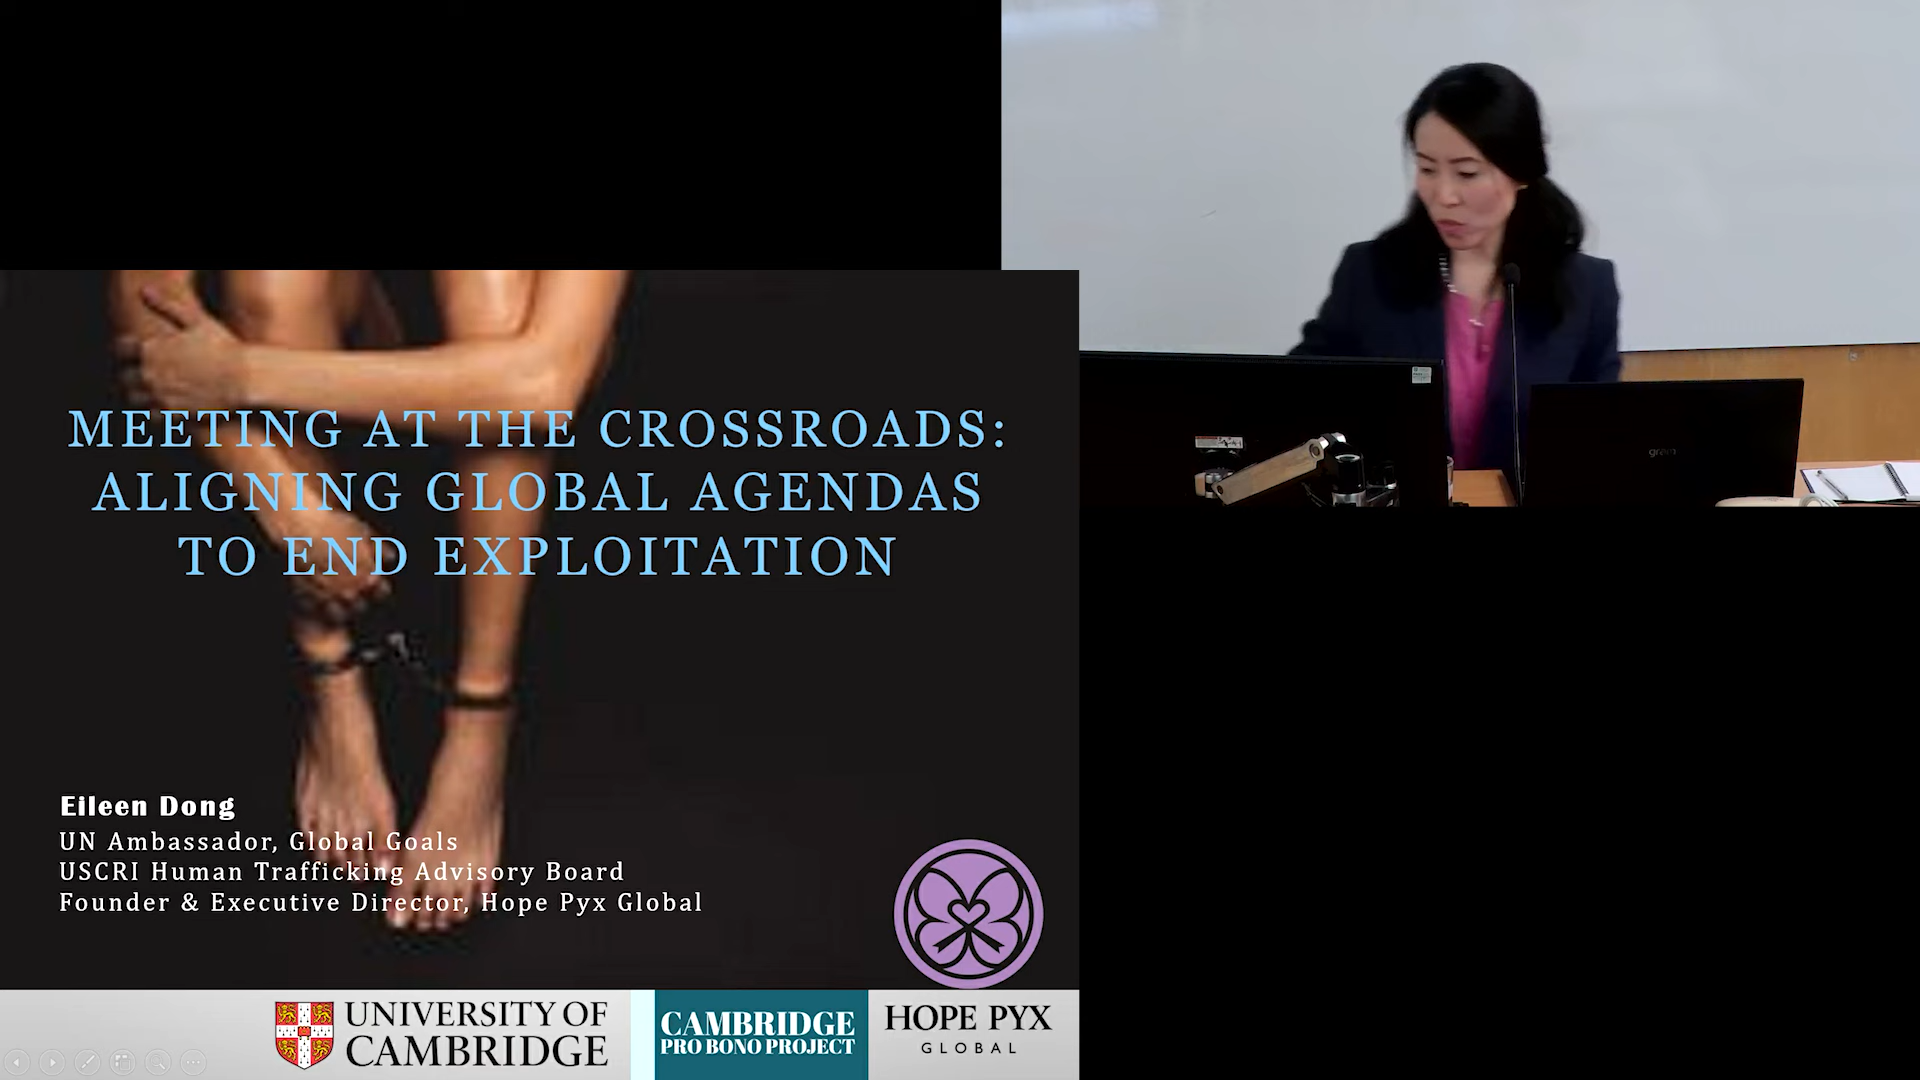 MEETING AT THE CROSSROADS:
ALIGNING GLOBAL AGENDAS
TO END EXPLOITATION
Eileen Dong
UN Ambassador, Global Goals
USCRI Human Trafficking Advisory Board
Founder & Executive Director, Hope Pyx Global
UNIVERSITY OF
CAMBRIDGE
CAMBRIDGE
PRO BONO PROJECT
HOPE PYX
GLOBAL
gram